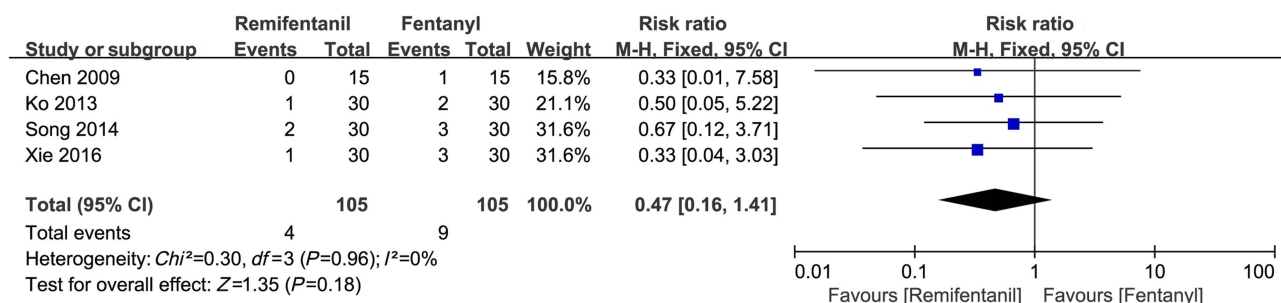 Remifentanil Fentanyl Risk ratio Risk ratio
Study or subgroup Events Total Events Total Weight M-H, Fixed, 95% CI M-H, Fixed, 95% CI
Chen 2009 0 15 1 15 15.8% 0.33 [0.01, 7.58]
Ko 2013 1 30 2 30 21.1% 0.50 [0.05, 5.22]
Song 2014 2 30 3 30 31.6% 0.67 [0.12, 3.71]
Xie 2016 1 30 3 30 31.6% 0.33 [0.04, 3.03]
Total (95% CI) 105 105 100.0% 0.47 [0.16, 1.41]
Total events 4 9
Heterogeneity: Chi²=0.30, df=3 (P=0.96); I²=0%
Test for overall effect: Z=1.35 (P=0.18)
0.01 0.1 1 10 100
Favours [Remifentanil] Favours [Fentanyl]